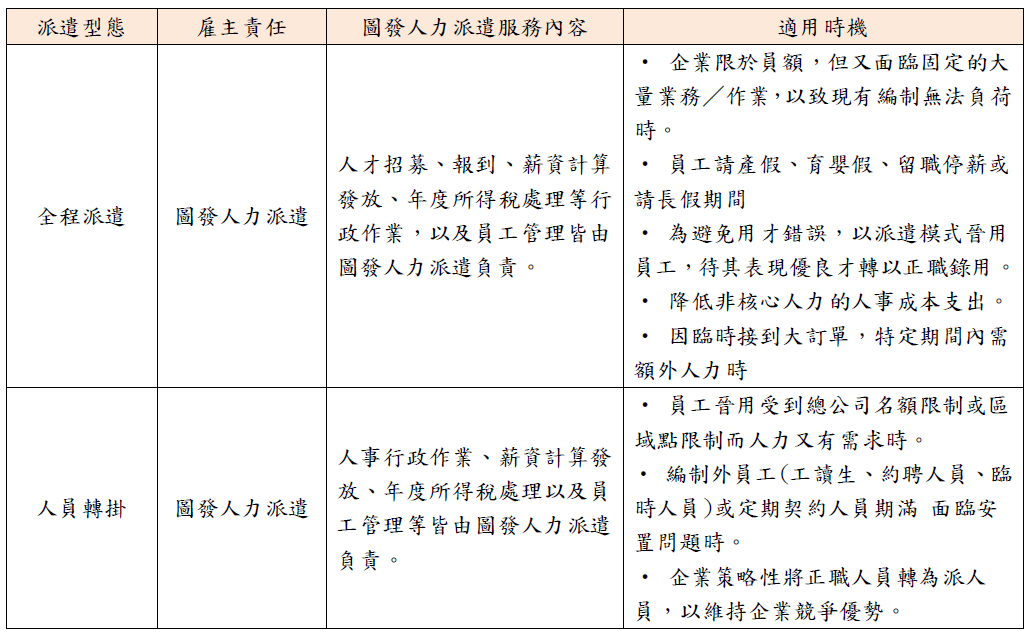 派遣型態
雇主責任
圖發人力派遣服務內容
適用時機
全程派遣
圖發人力派遣
人才招募、報到、薪資計算
發放、年度所得稅處理等行
政作業，以及員工管理皆由
圖發人力派遣負責。
• 企業限於員額，但又面臨固定的大
量業務／作業，以致現有編制無法負荷
時。
• 員工請產假、育嬰假、留職停薪或
請長假期間
• 為避免用才錯誤，以派遣模式晉用
員工，待其表現優良才轉以正職錄用。
• 降低非核心人力的人事成本支出。
• 因臨時接到大訂單，特定期間內需
額外人力時
人員轉掛
圖發人力派遣
人事行政作業、薪資計算發
放、年度所得稅處理以及員
工管理等皆由圖發人力派遣
負責。
• 員工晉用受到總公司名額限制或區
域點限制而人力又有需求時。
• 編制外員工(工讀生、約聘人員、臨
時人員)或定期契約人員期滿 面臨安
置問題時。
• 企業策略性將正職人員轉為派人
員，以維持企業競爭優勢。